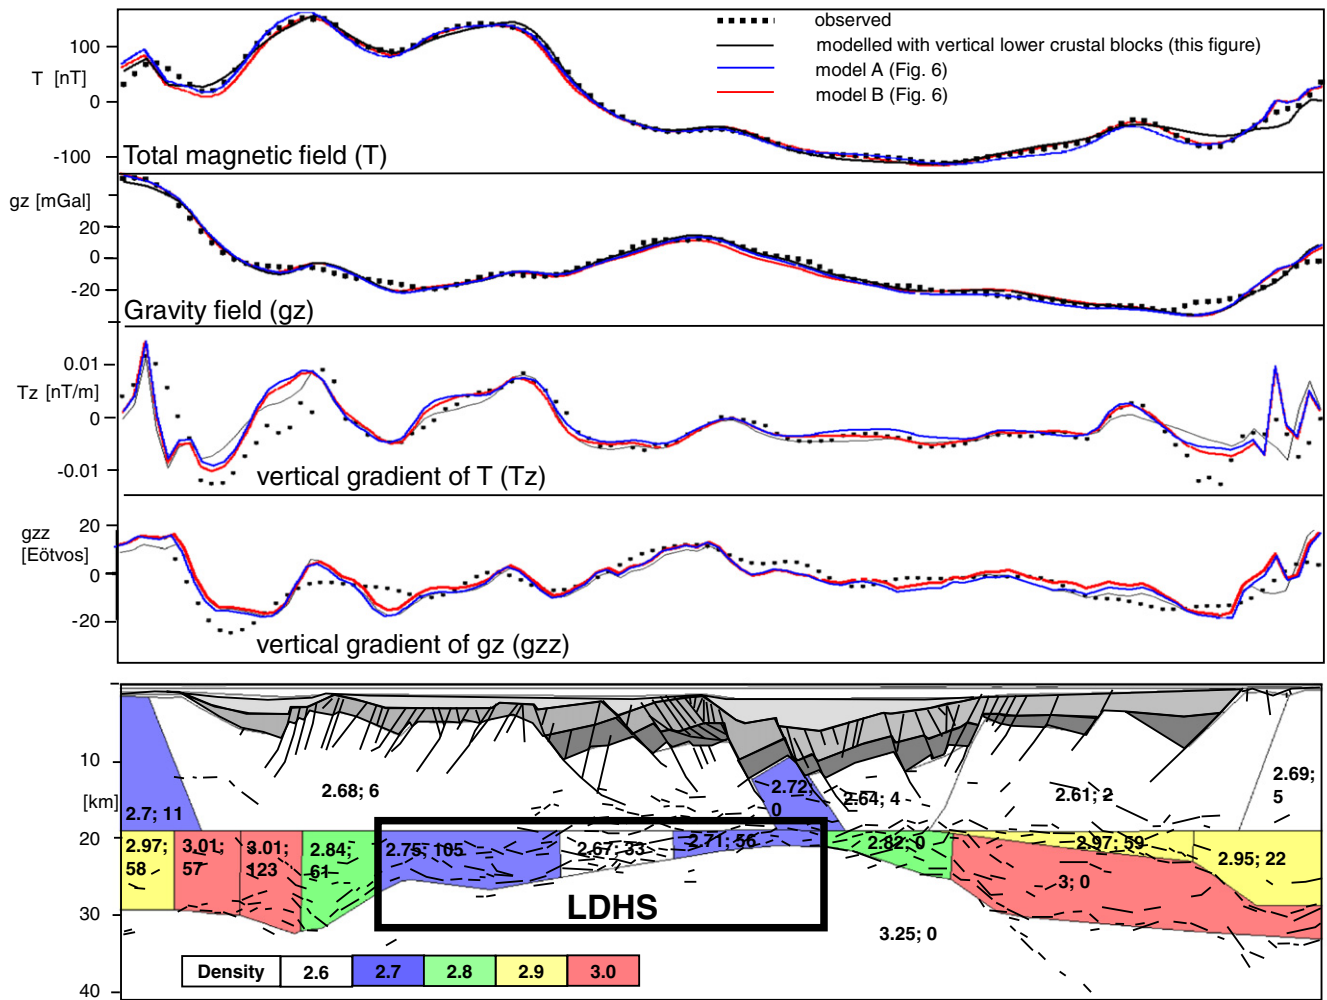 observed
modelled with vertical lower crustal blocks (this figure)
model A (Fig. 6)
model B (Fig. 6)
100
T [nT]
0
-100
Total magnetic field (T)
gz [mGal]
20
0
-20
Gravity field (gz)
0.01
Tz [nT/m]
0
-0.01
vertical gradient of T (Tz)
gzz
[Eötvos]
20
0
-20
vertical gradient of gz (gzz)
10
[km]
20
30
40
2.7; 11
2.68; 6
2.72;
0
2.64; 4
2.61; 2
2.69;
5
2.97;
58
3.01;
57
3.01;
123
2.84;
61
2.75; 105
2.67; 33
2.71; 56
2.82; 0
2.97; 59
3; 0
2.95; 22
LDHS
3.25; 0
Density 2.6 2.7 2.8 2.9 3.0